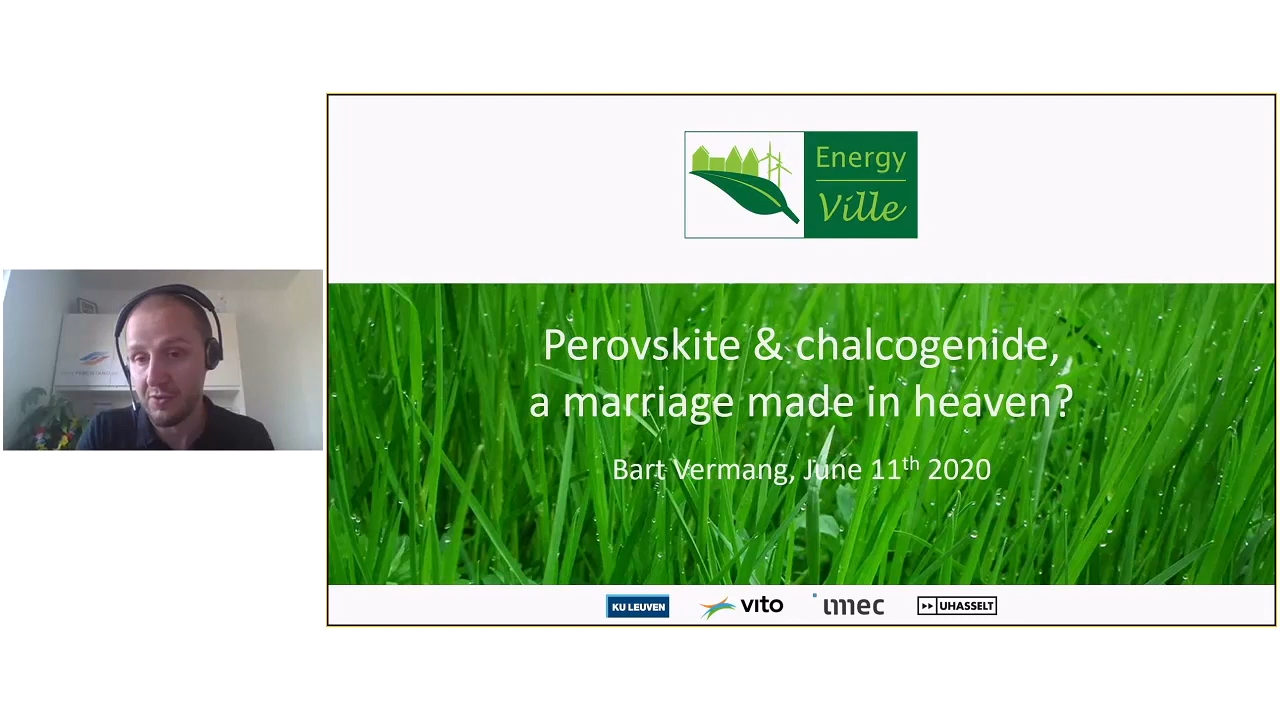 Energy
Ville
Perovskite & chalcogenide,
a marriage made in heaven?
Bart Vermang, June 11th 2020
KU LEUVEN
vito
imec
UHASSELT